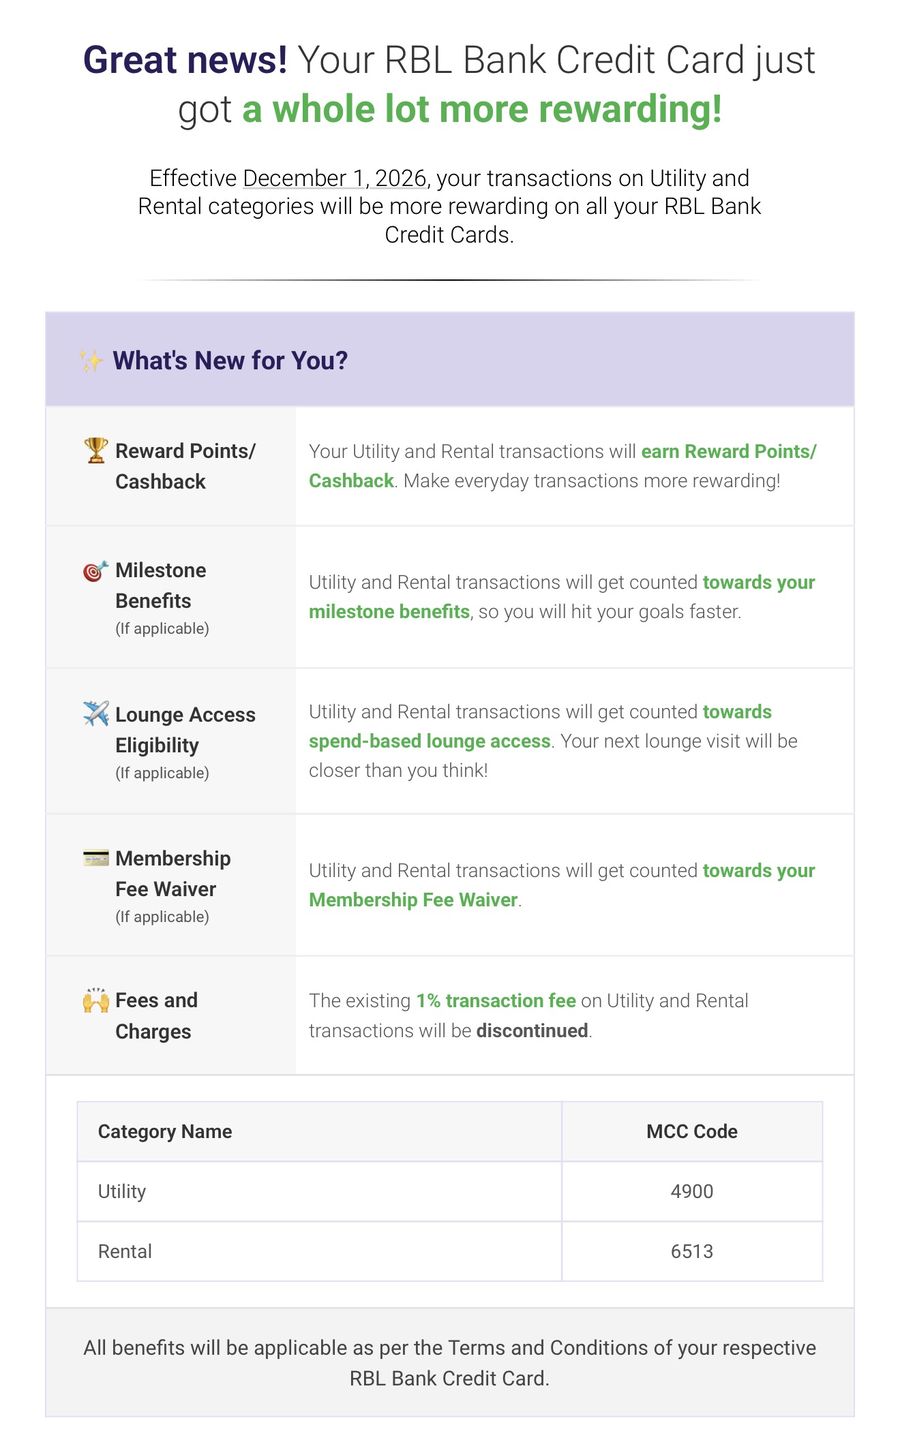 Great news! Your RBL Bank Credit Card just
got a whole lot more rewarding!
Effective December 1, 2026, your transactions on Utility and
Rental categories will be more rewarding on all your RBL Bank
Credit Cards.
✨ What's New for You?
🏆 Reward Points/
Cashback
Your Utility and Rental transactions will earn Reward Points/
Cashback. Make everyday transactions more rewarding!
🎯 Milestone
Benefits
(If applicable)
Utility and Rental transactions will get counted towards your
milestone benefits, so you will hit your goals faster.
✈️ Lounge Access
Eligibility
(If applicable)
Utility and Rental transactions will get counted towards
spend-based lounge access. Your next lounge visit will be
closer than you think!
💳 Membership
Fee Waiver
(If applicable)
Utility and Rental transactions will get counted towards your
Membership Fee Waiver.
🙌 Fees and
Charges
The existing 1% transaction fee on Utility and Rental
transactions will be discontinued.
Category Name MCC Code
Utility 4900
Rental 6513
All benefits will be applicable as per the Terms and Conditions of your respective
RBL Bank Credit Card.